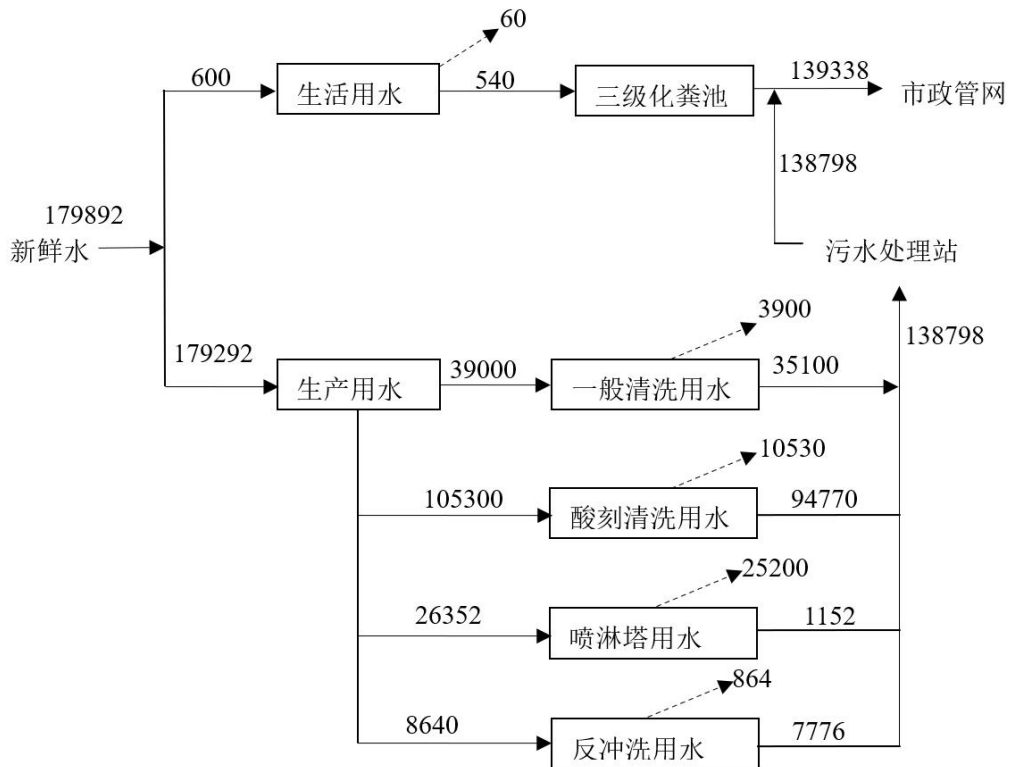 60
600
生活用水
540
三级化粪池
139338
市政管网
138798
179892
新鲜水
污水处理站
3900
138798
179292
生产用水
39000
一般清洗用水
35100
10530
105300
酸刻清洗用水
94770
25200
26352
喷淋塔用水
1152
864
8640
反冲洗用水
7776